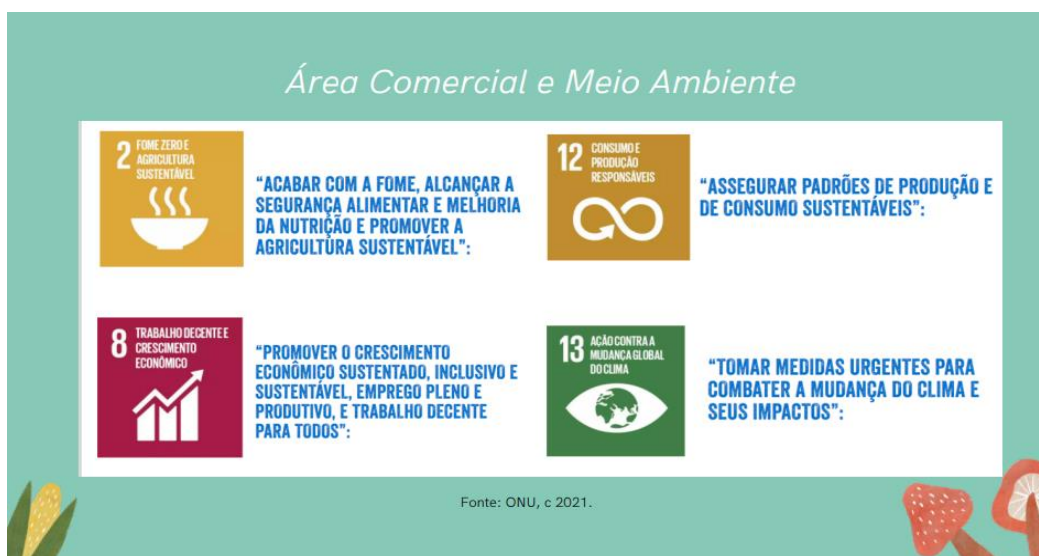 Área Comercial e Meio Ambiente
2 FOME ZERO E
AGRICULTURA
SUSTENTÁVEL
"ACABAR COM A FOME, ALCANÇAR A
SEGURANÇA ALIMENTAR E MELHORIA
DA NUTRIÇÃO E PROMOVER A
AGRICULTURA SUSTENTÁVEL":
12 CONSUMO E
PRODUÇÃO
RESPONSÁVEIS
"ASSEGURAR PADRÕES DE PRODUÇÃO E
DE CONSUMO SUSTENTÁVEIS":
8 TRABALHO DECENTE E
CRESCIMENTO
ECONÔMICO
"PROMOVER O CRESCIMENTO
ECONÔMICO SUSTENTADO, INCLUSIVO E
SUSTENTÁVEL, EMPREGO PLENO E
PRODUTIVO, E TRABALHO DECENTE
PARA TODOS":
13 AÇÃO CONTRA A
MUDANÇA GLOBAL
DO CLIMA
"TOMAR MEDIDAS URGENTES PARA
COMBATER A MUDANÇA DO CLIMA E
SEUS IMPACTOS":
Fonte: ONU, c 2021.